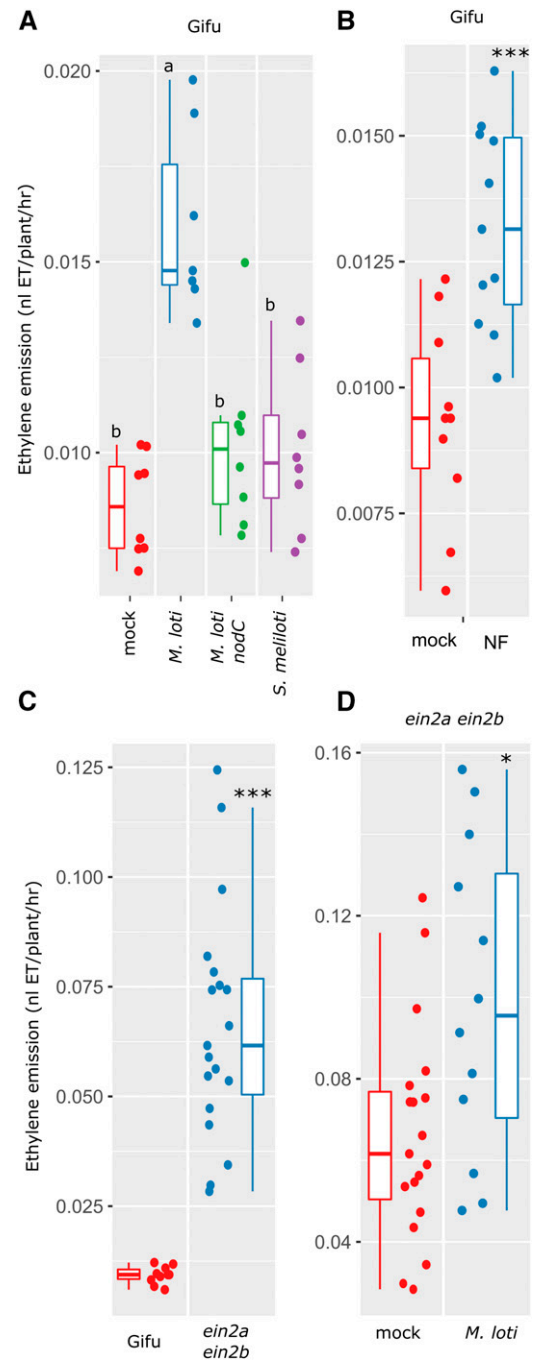 A
Gifu
Ethylene emission (nl ET/plant/hr)
0.020
0.015
0.010
a
b
b
b
mock
M. loti
M. loti
nodC
S. meliloti
B
Gifu
0.0150
0.0125
0.0100
0.0075
***
mock
NF
C
Ethylene emission (nl ET/plant/hr)
0.125
0.100
0.075
0.050
0.025
***
Gifu
ein2a
ein2b
D
ein2a ein2b
0.16
0.12
0.08
0.04
*
mock
M. loti